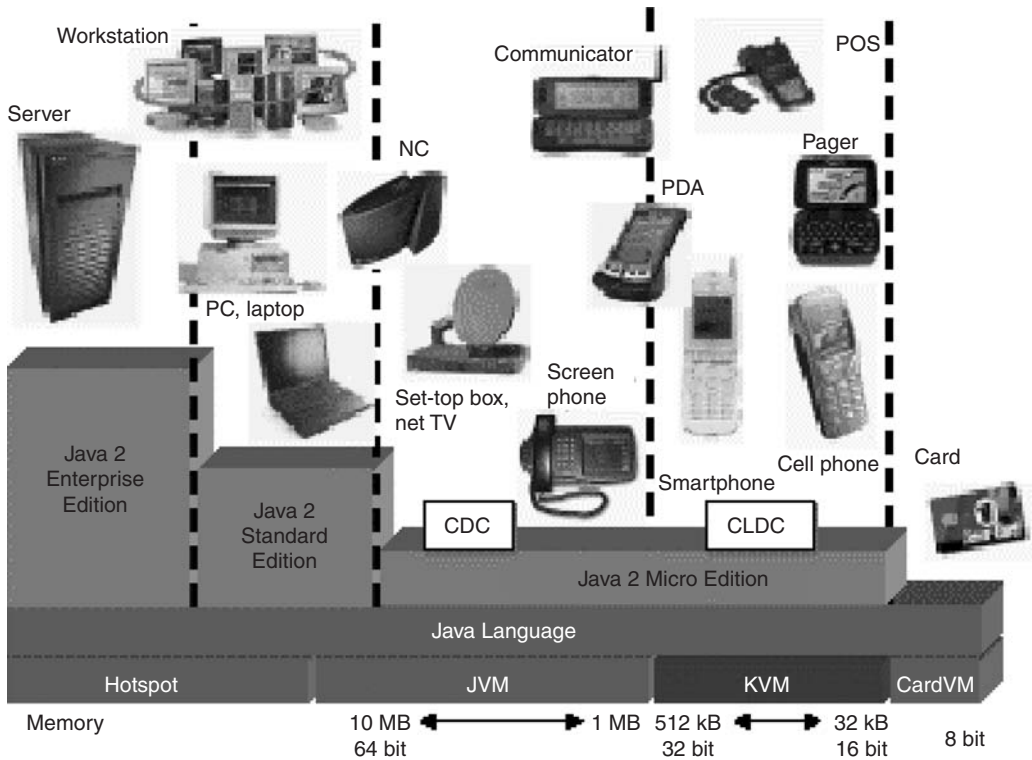 Workstation
Communicator
POS
Server
NC
Pager
PDA
PC, laptop
Set-top box,
net TV
Screen
phone
Smartphone
Cell phone
Card
Java 2
Enterprise
Edition
Java 2
Standard
Edition
CDC
CLDC
Java 2 Micro Edition
Java Language
Hotspot
JVM
KVM
CardVM
Memory
10 MB
1 MB
512 kB
32 kB
64 bit
32 bit
16 bit
8 bit